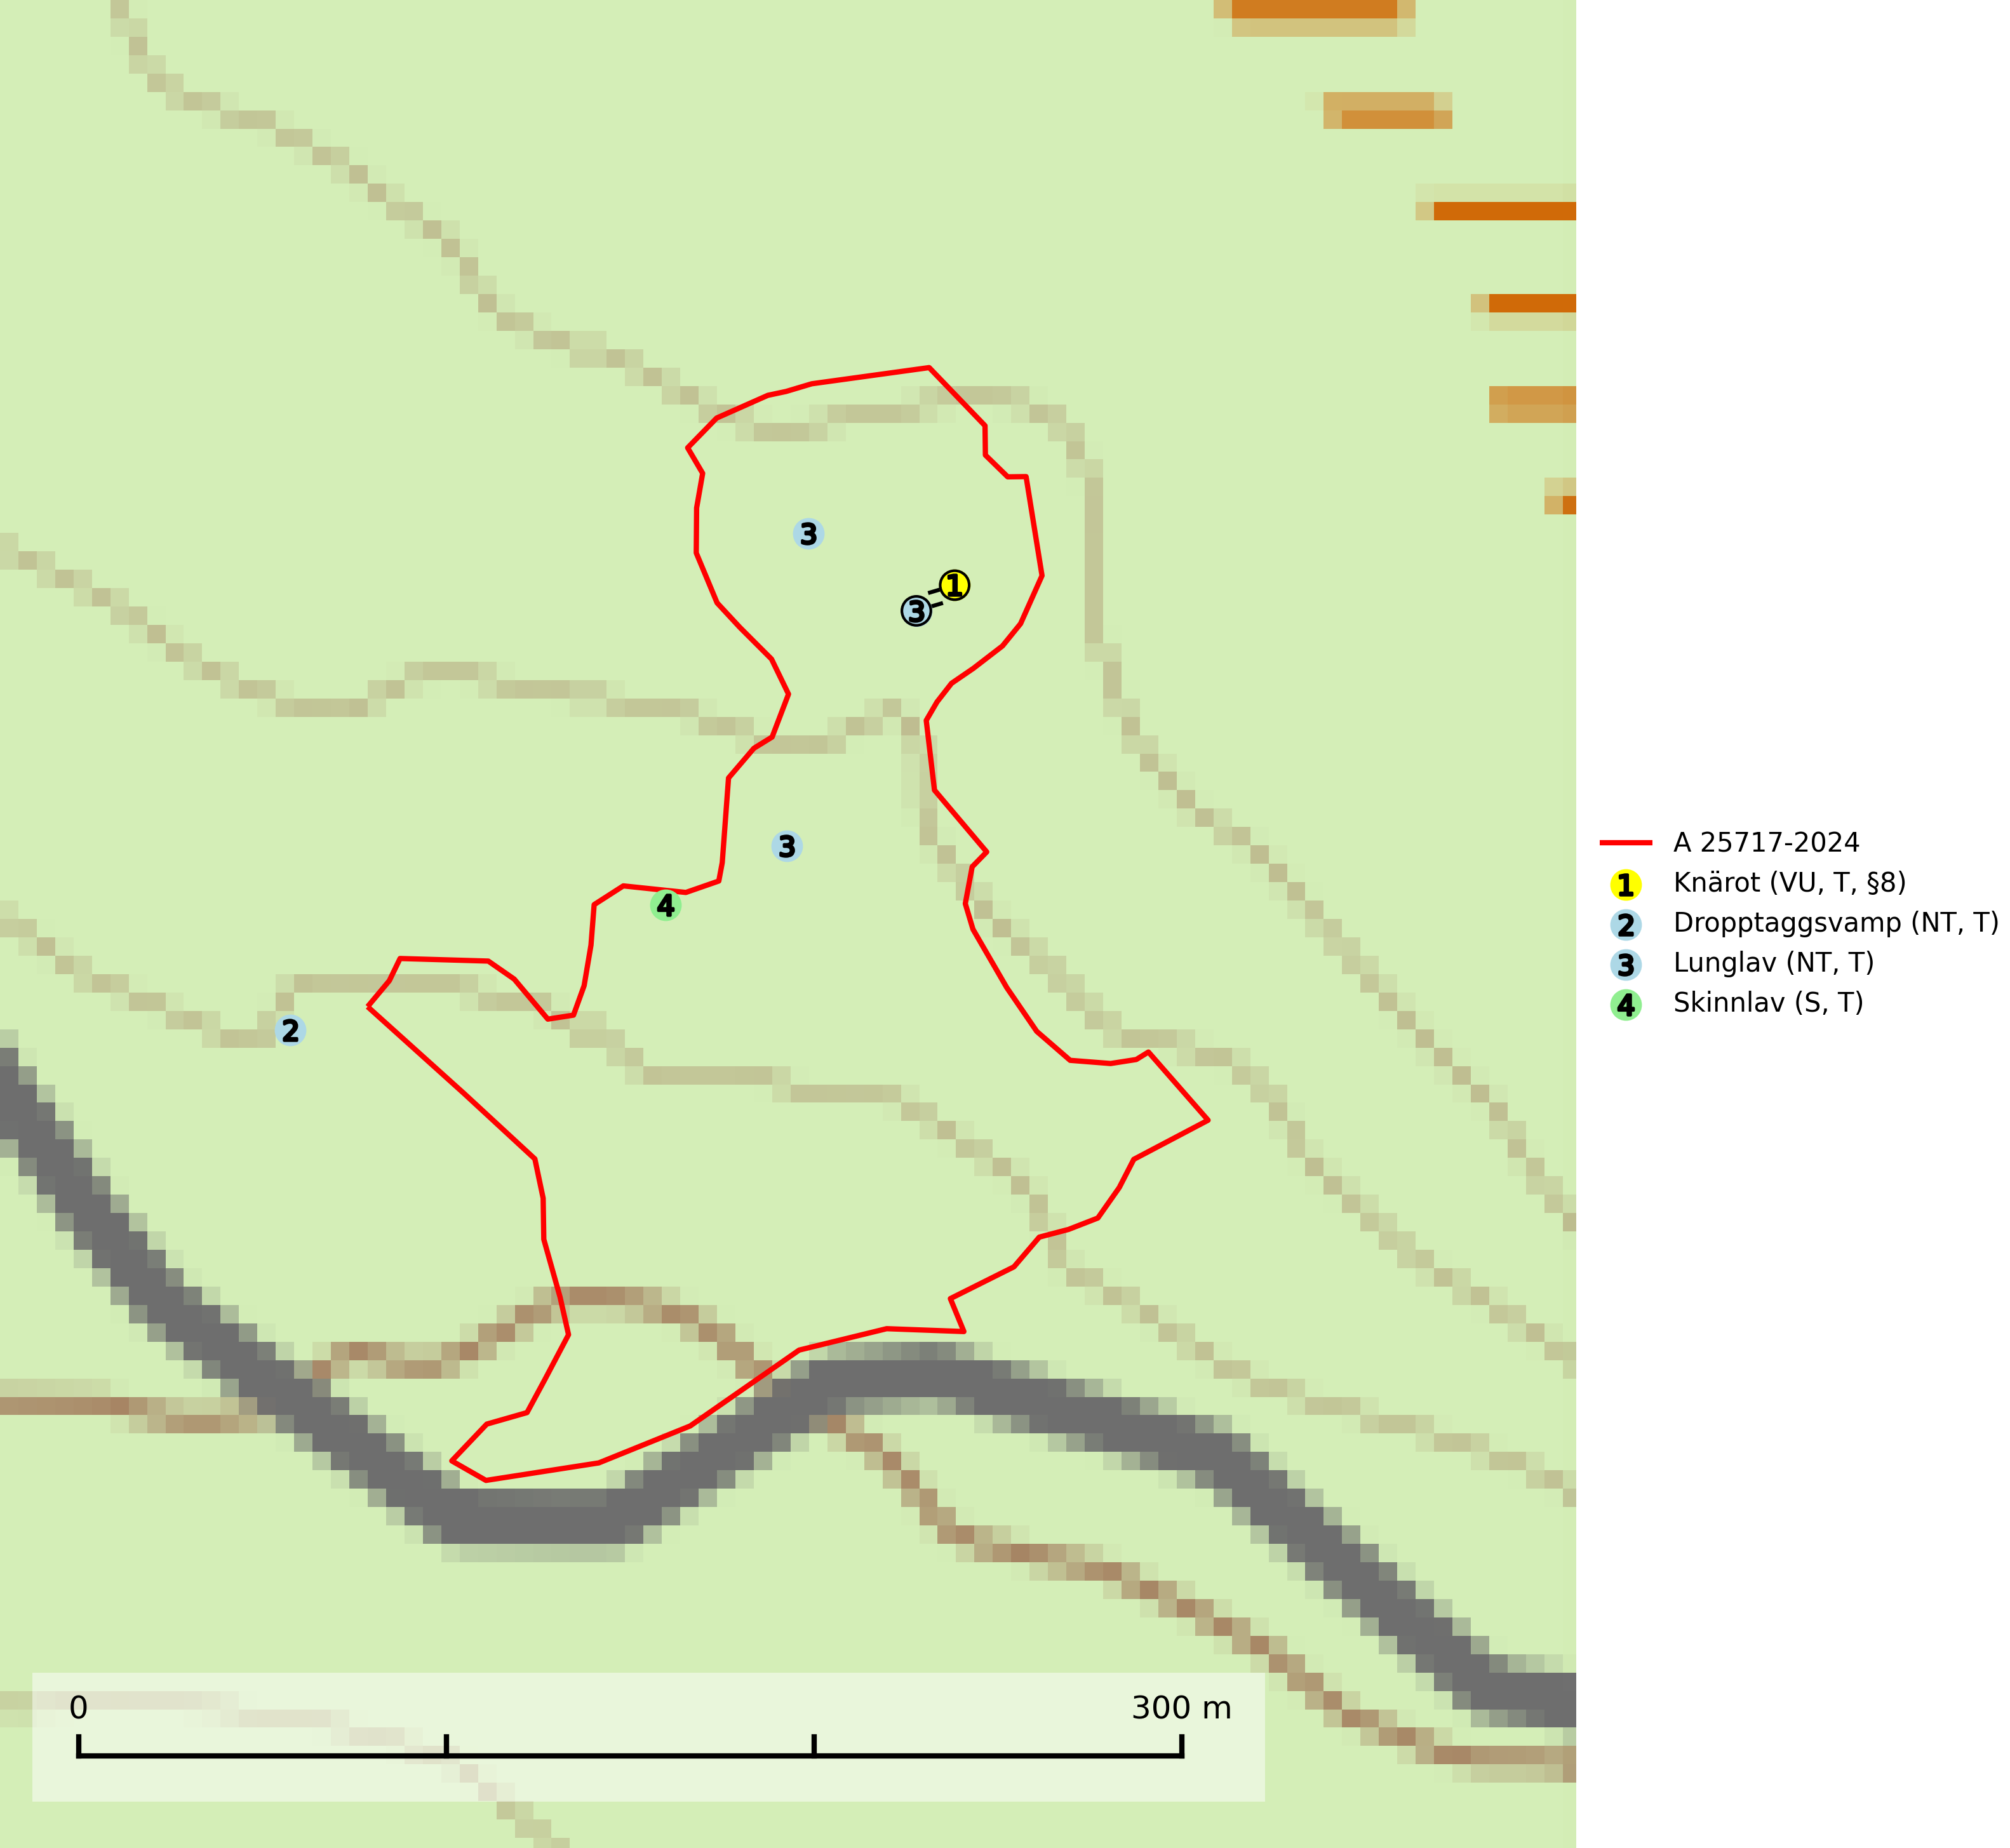 3
1
3
3
4
2
A 25717-2024
1 Knärot (VU, T, §8)
2 Dropptaggsvamp (NT, T)
3 Lunglav (NT, T)
4 Skinnlav (S, T)
0 300 m